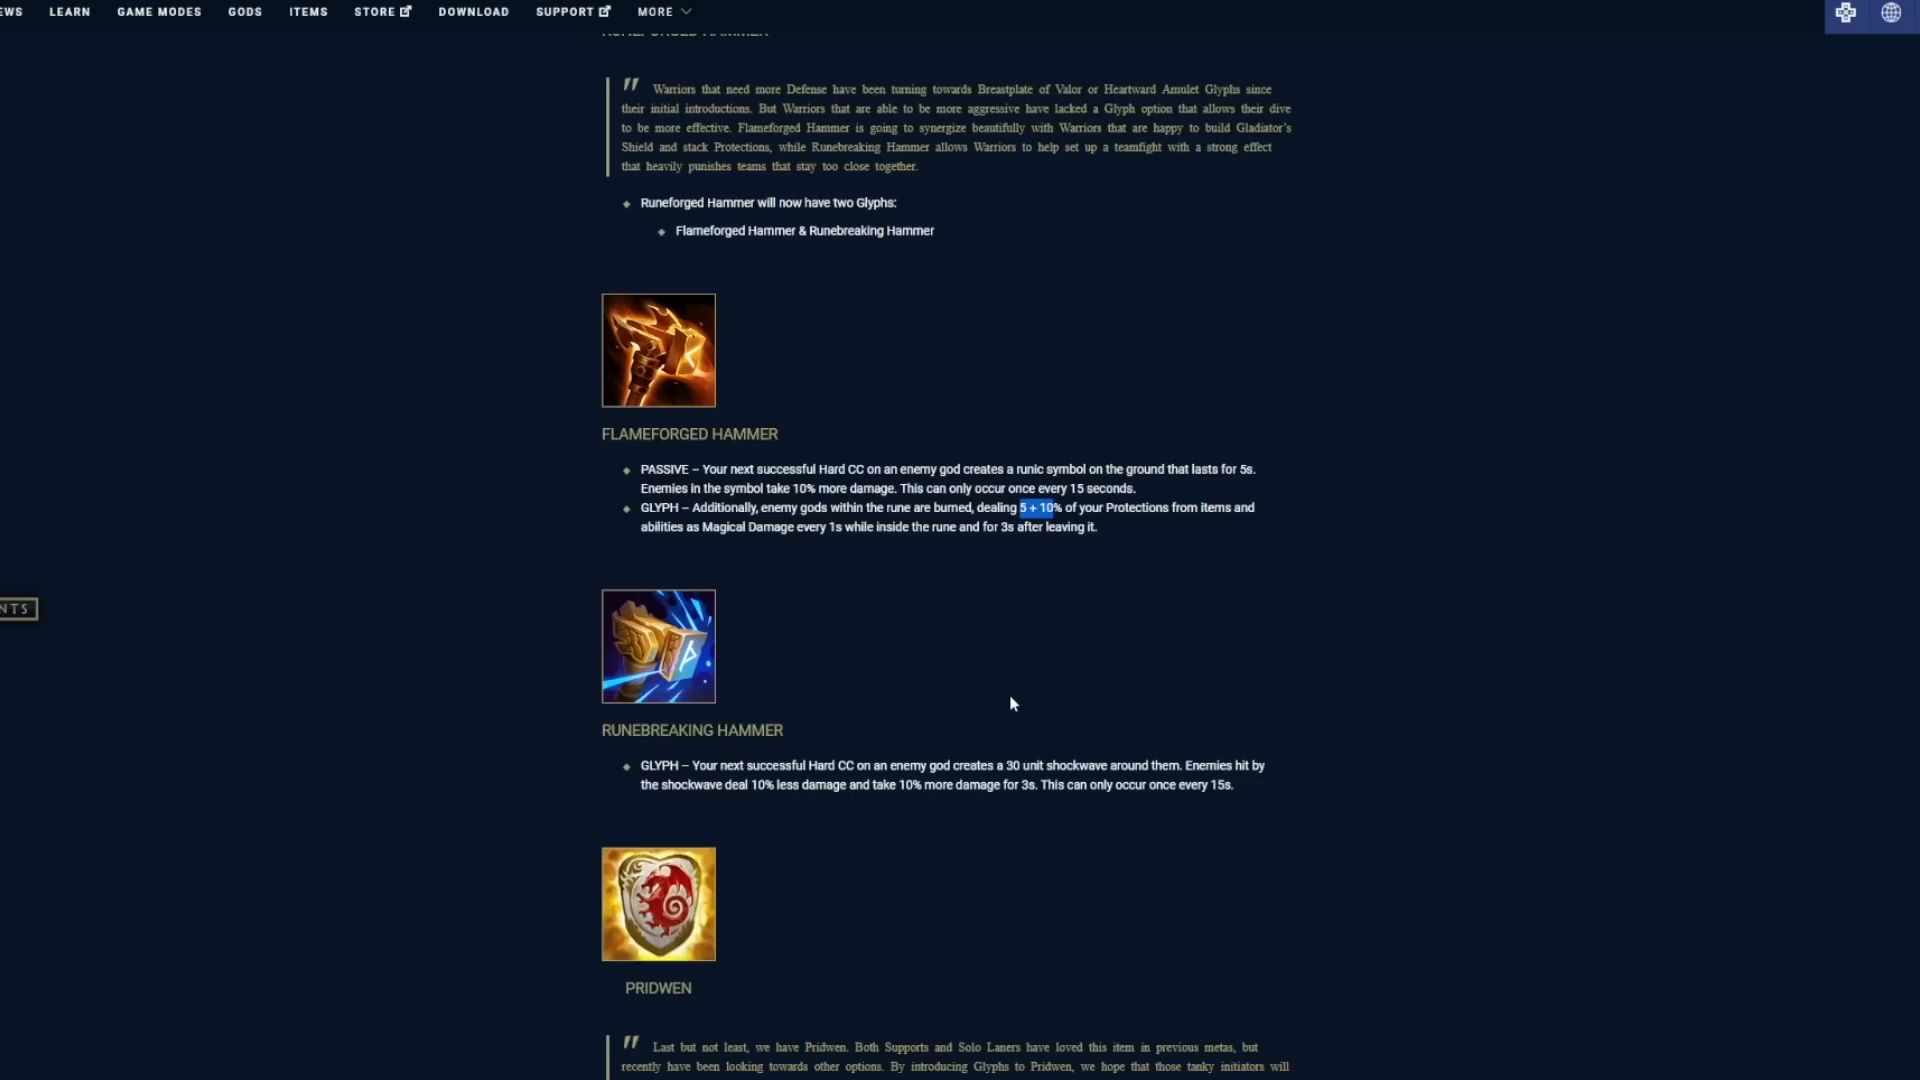 EWS LEARN GAME MODES GODS ITEMS STORE DOWNLOAD SUPPORT MORE
RUNEFORGED HAMMER
" Warriors that need more Defense have been turning towards Breastplate of Valor or Heartward Amulet Glyphs since
their initial introductions. But Warriors that are able to be more aggressive have lacked a Glyph option that allows their dive
to be more effective. Flameforged Hammer is going to synergize beautifully with Warriors that are happy to build Gladiator's
Shield and stack Protections, while Runebreaking Hammer allows Warriors to help set up a teamfight with a strong effect
that heavily punishes teams that stay too close together.
Runeforged Hammer will now have two Glyphs:
Flameforged Hammer & Runebreaking Hammer
FLAMEFORGED HAMMER
PASSIVE – Your next successful Hard CC on an enemy god creates a runic symbol on the ground that lasts for 5s.
Enemies in the symbol take 10% more damage. This can only occur once every 15 seconds.
GLYPH – Additionally, enemy gods within the rune are burned, dealing 5 + 10% of your Protections from items and
abilities as Magical Damage every 1s while inside the rune and for 3s after leaving it.
NTS
RUNEBREAKING HAMMER
GLYPH – Your next successful Hard CC on an enemy god creates a 30 unit shockwave around them. Enemies hit by
the shockwave deal 10% less damage and take 10% more damage for 3s. This can only occur once every 15s.
PRIDWEN
" Last but not least, we have Pridwen. Both Supports and Solo Laners have loved this item in previous metas, but
recently have been looking towards other options. By introducing Glyphs to Pridwen, we hope that those tanky initiators will